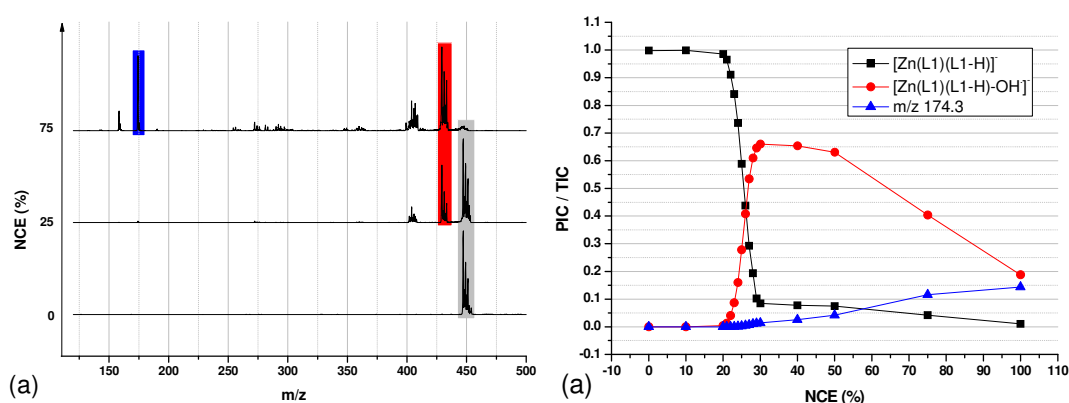 NCE (%)
75
25
0
150 200 250 300 350 400 450 500
m/z
(a)
PIC / TIC
1.1
1.0
0.9
0.8
0.7
0.6
0.5
0.4
0.3
0.2
0.1
0.0
-0.1
[Zn(L1)(L1-H)]⁻
[Zn(L1)(L1-H)-OH⁻]⁻
m/z 174.3
-10 0 10 20 30 40 50 60 70 80 90 100 110
NCE (%)
(a)